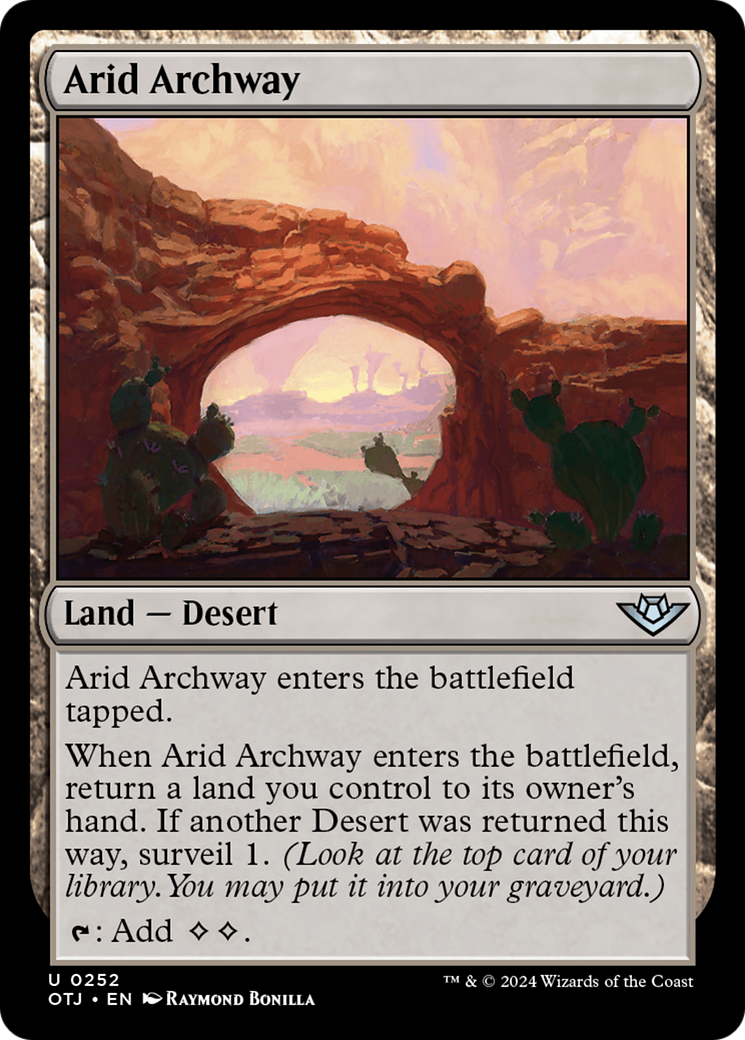 Arid Archway
Land — Desert
Arid Archway enters the battlefield
tapped.
When Arid Archway enters the battlefield,
return a land you control to its owner's
hand. If another Desert was returned this
way, surveil 1. (Look at the top card of your
library. You may put it into your graveyard.)
: Add .
U 0252
OTJ • EN Raymond Bonilla
™ & © 2024 Wizards of the Coast